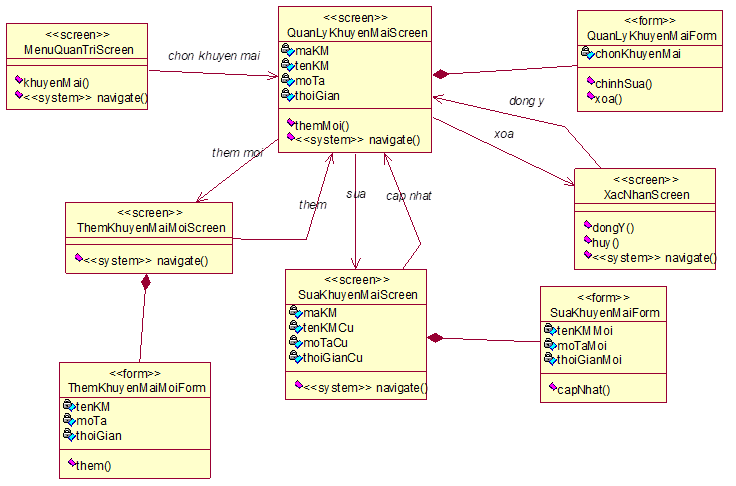 <<screen>>
MenuQuanTriScreen
khuyenMai()
<<system>> navigate()
chon khuyen mai
<<screen>>
QuanLyKhuyenMaiScreen
maKM
tenKM
moTa
thoiGian
themMoi()
<<system>> navigate()
<<form>>
QuanLyKhuyenMaiForm
chonKhuyenMai
chinhSua()
xoa()
dong y
xoa
them moi
them
sua
cap nhat
<<screen>>
XacNhanScreen
dongY()
huy()
<<system>> navigate()
<<screen>>
ThemKhuyenMaiMoiScreen
<<system>> navigate()
<<screen>>
SuaKhuyenMaiScreen
maKM
tenKMCu
moTaCu
thoiGianCu
<<system>> navigate()
<<form>>
SuaKhuyenMaiForm
tenKMMoi
moTaMoi
thoiGianMoi
capNhat()
<<form>>
ThemKhuyenMaiMoiForm
tenKM
moTa
thoiGian
them()